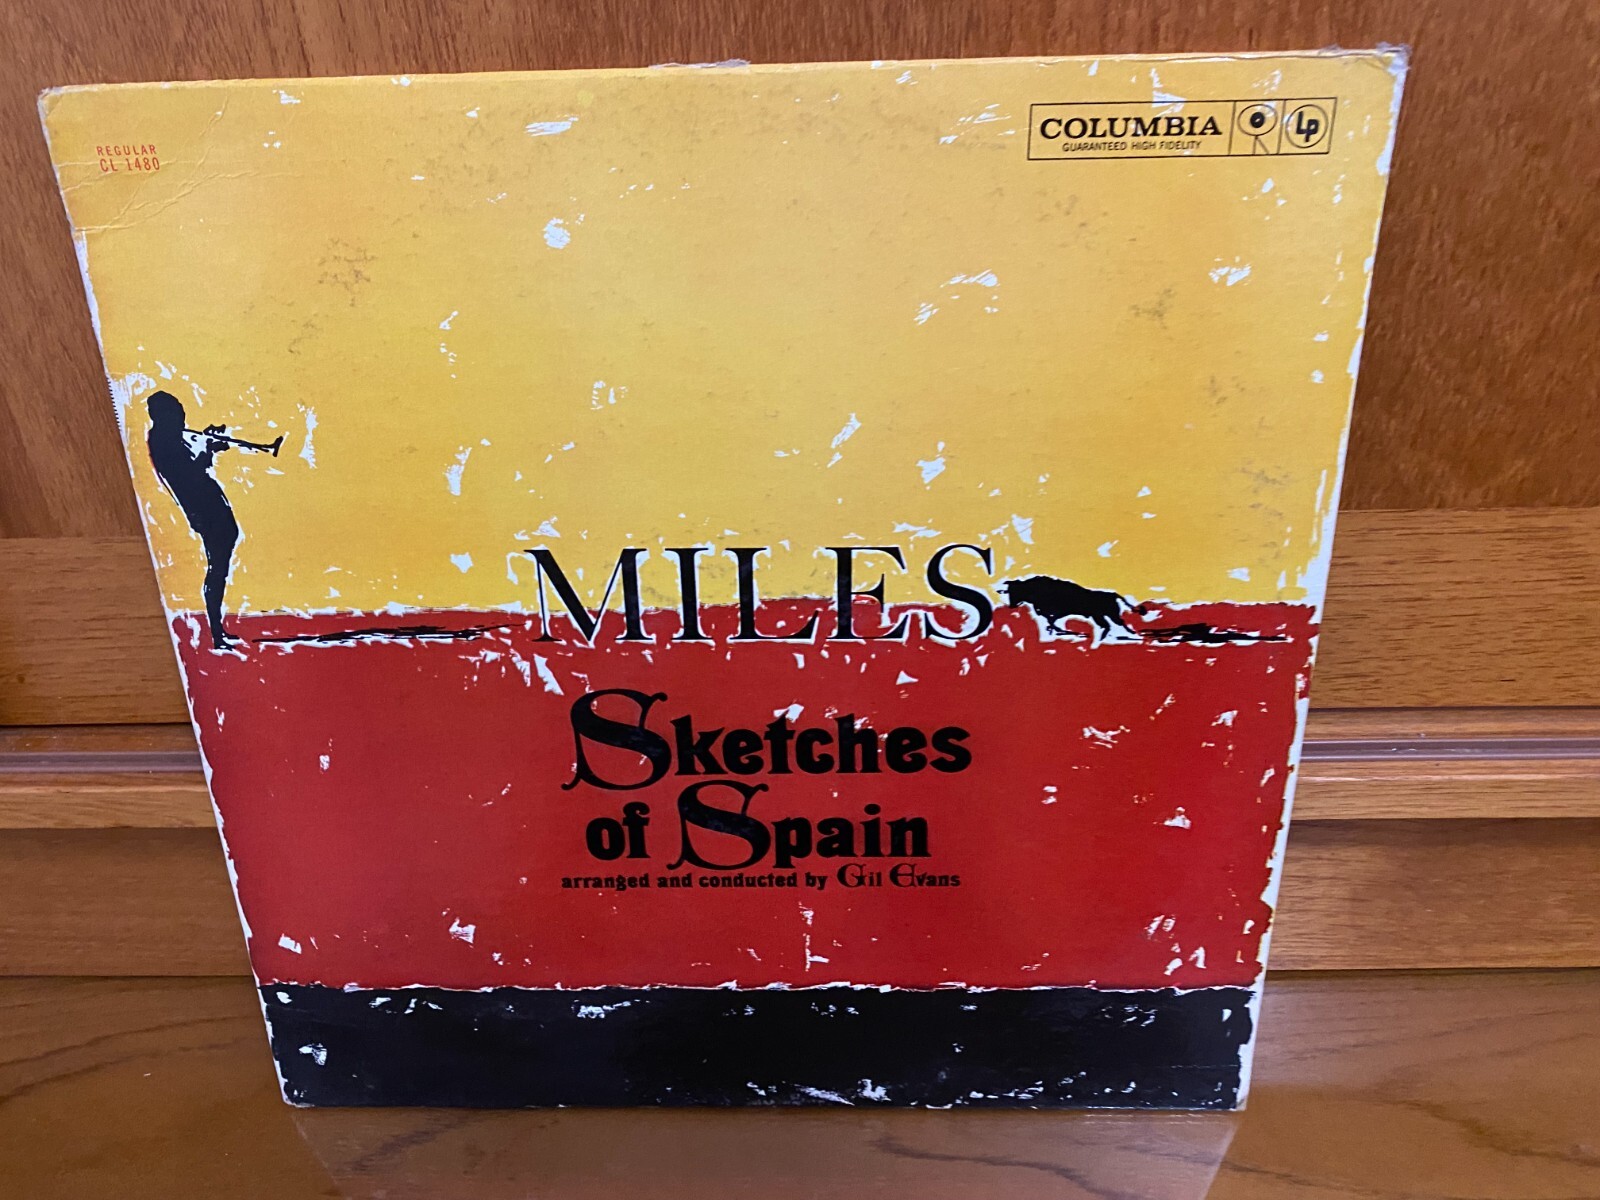 REGULAR
CL 1480
COLUMBIA
GUARANTEED HIGH FIDELITY
Lp
MILES
Sketches
of Spain
arranged and conducted by Gil Evans